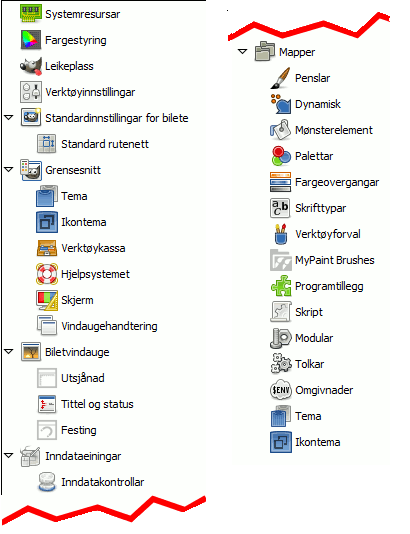 Systemresursar
Fargestyring
Leikeplass
Verktøyinnstillingar
Standardinnstillingar for bilete
Standard rutenett
Grensesnitt
Tema
Ikontema
Verktøykassa
Hjelpsystemet
Skjerm
Vindaugehandtering
Biletvindauge
Utsjånad
Tittel og status
Festing
Inndataeiningar
Inndatakontrollar
Mapper
Penslar
Dynamisk
Mønsterelement
Palettar
Fargeovergangar
a,b
c
Skrifttypar
Verktøyforval
MyPaint Brushes
Programtillegg
Skript
Modular
Tolkar
$ENV
Omgivnader
Tema
Ikontema